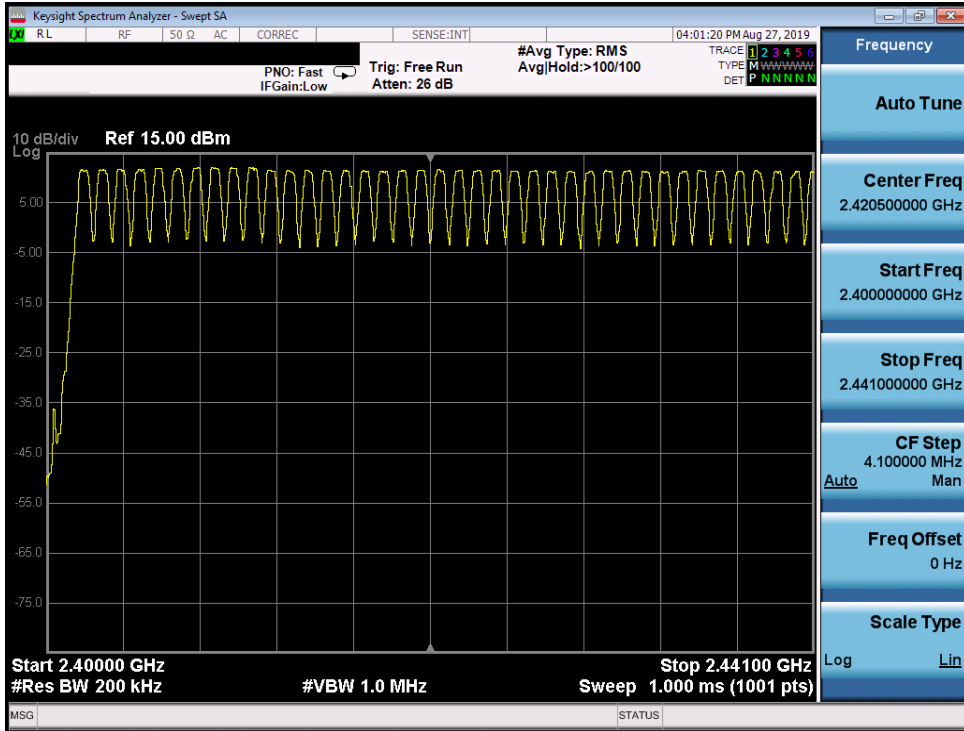 Keysight Spectrum Analyzer - Swept SA
LXI RL RF 50 Ω AC CORREC SENSE:INT 04:01:20 PM Aug 27, 2019
PNO: Fast
IFGain:Low
Trig: Free Run
Atten: 26 dB
#Avg Type: RMS
Avg|Hold:>100/100
TRACE 1 2 3 4 5 6
TYPE M WWWWW
DET P N N N N N
10 dB/div
Log
Ref 15.00 dBm
5.00
-5.00
-15.0
-25.0
-35.0
-45.0
-55.0
-65.0
-75.0
Start 2.40000 GHz
Stop 2.44100 GHz
#Res BW 200 kHz
#VBW 1.0 MHz
Sweep 1.000 ms (1001 pts)
MSG
STATUS
Frequency
Auto Tune
Center Freq
2.420500000 GHz
Start Freq
2.400000000 GHz
Stop Freq
2.441000000 GHz
CF Step
4.100000 MHz
Auto Man
Freq Offset
0 Hz
Scale Type
Log Lin